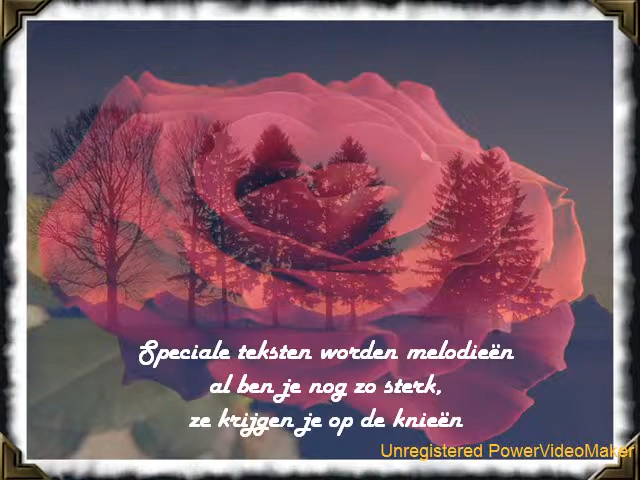 Speciale teksten worden melodieën
al ben je nog zo sterk,
ze krijgen je op de knieën
Unregistered PowerVideoMaker